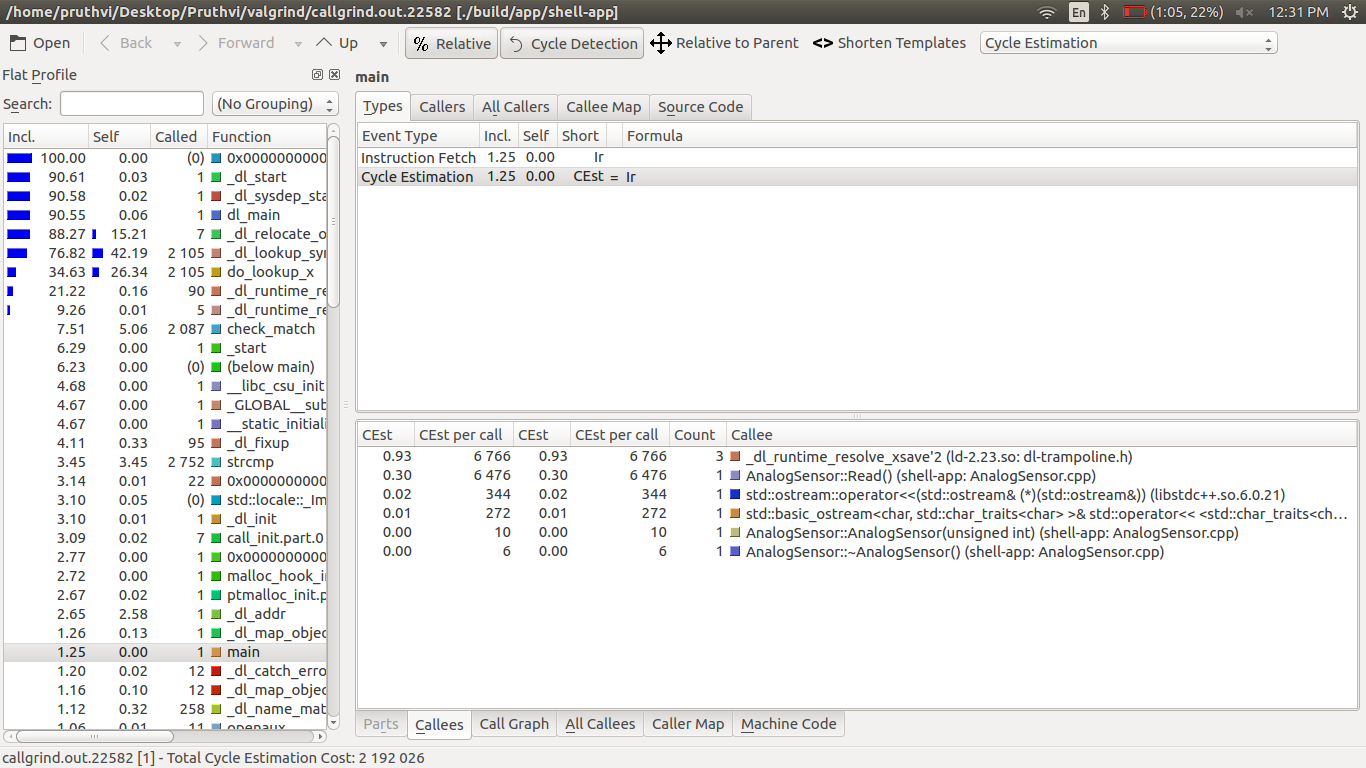 /home/pruthvi/Desktop/Pruthvi/valgrind/callgrind.out.22582 [./build/app/shell-app] En (1:05, 22%) 12:31 PM
Open Back Forward Up % Relative Cycle Detection Relative to Parent <> Shorten Templates Cycle Estimation
Flat Profile
Search: (No Grouping)
Incl. Self Called Function
100.00 0.00 (0) 0x0000000000
90.61 0.03 1 _dl_start
90.58 0.02 1 _dl_sysdep_sta
90.55 0.06 1 dl_main
88.27 15.21 7 _dl_relocate_o
76.82 42.19 2 105 _dl_lookup_syr
34.63 26.34 2 105 do_lookup_x
21.22 0.16 90 _dl_runtime_re
9.26 0.01 5 _dl_runtime_re
7.51 5.06 2 087 check_match
6.29 0.00 1 _start
6.23 0.00 (0) (below main)
4.68 0.00 1 __libc_csu_init
4.67 0.00 1 _GLOBAL__sub
4.67 0.00 1 __static_initiali
4.11 0.33 95 _dl_fixup
3.45 3.45 2 752 strcmp
3.14 0.01 22 0x0000000000
3.10 0.05 (0) std::locale::_Im
3.10 0.01 1 _dl_init
3.09 0.02 7 call_init.part.0
2.77 0.00 1 0x0000000000
2.72 0.00 1 malloc_hook_i
2.67 0.02 1 ptmalloc_init.p
2.65 2.58 1 _dl_addr
1.26 0.13 1 _dl_map_objec
1.25 0.00 1 main
1.20 0.02 12 _dl_catch_erro
1.16 0.10 12 _dl_map_objec
1.12 0.32 258 _dl_name_mat
1.06 0.01 11 openaux
main
Types Callers All Callers Callee Map Source Code
Event Type Incl. Self Short Formula
Instruction Fetch 1.25 0.00 Ir
Cycle Estimation 1.25 0.00 CEst = Ir
CEst CEst per call CEst CEst per call Count Callee
0.93 6 766 0.93 6 766 3 _dl_runtime_resolve_xsave'2 (ld-2.23.so: dl-trampoline.h)
0.30 6 476 0.30 6 476 1 AnalogSensor::Read() (shell-app: AnalogSensor.cpp)
0.02 344 0.02 344 1 std::ostream::operator<<(std::ostream& (*)(std::ostream&)) (libstdc++.so.6.0.21)
0.01 272 0.01 272 1 std::basic_ostream<char, std::char_traits<char> >& std::operator<< <std::char_traits<ch...
0.00 10 0.00 10 1 AnalogSensor::AnalogSensor(unsigned int) (shell-app: AnalogSensor.cpp)
0.00 6 0.00 6 1 AnalogSensor::~AnalogSensor() (shell-app: AnalogSensor.cpp)
Parts Callees Call Graph All Callees Caller Map Machine Code
callgrind.out.22582 [1] - Total Cycle Estimation Cost: 2 192 026